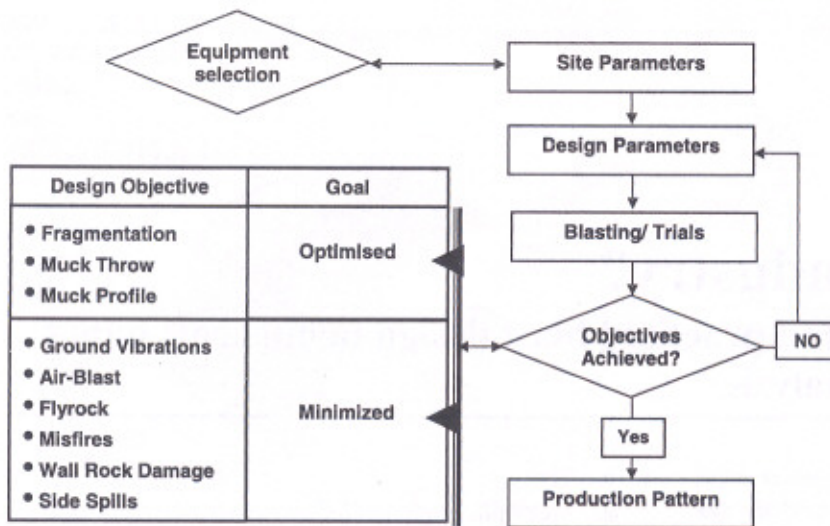 Equipment
selection
Site Parameters
Design Parameters
Blasting/ Trials
Objectives
Achieved?
NO
Yes
Production Pattern
Design Objective
Goal
• Fragmentation
• Muck Throw
• Muck Profile
Optimised
• Ground Vibrations
• Air-Blast
• Flyrock
• Misfires
• Wall Rock Damage
• Side Spills
Minimized